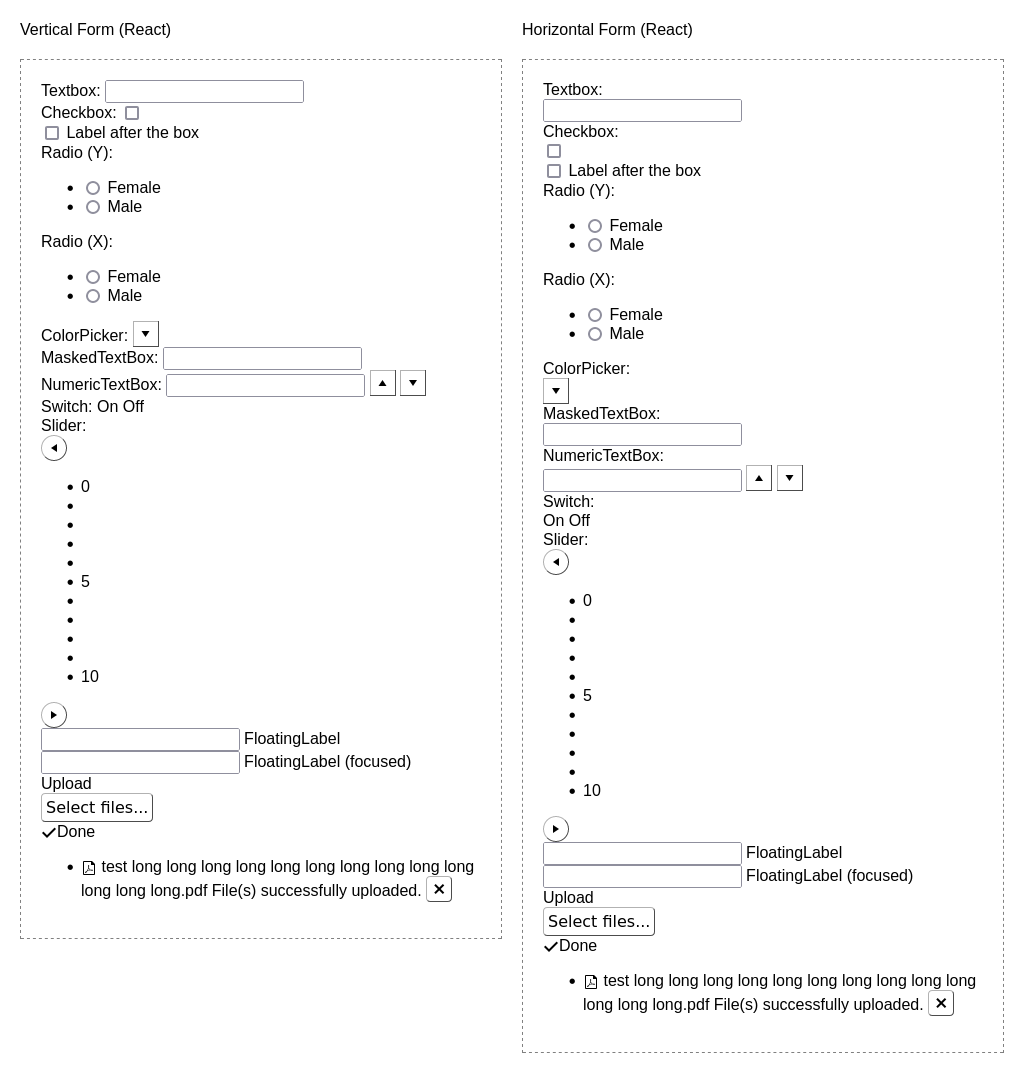 Vertical Form (React)
Textbox:
Checkbox:
Label after the box
Radio (Y):
Female
Male
Radio (X):
Female
Male
ColorPicker:
MaskedTextBox:
NumericTextBox:
Switch: On Off
Slider:
0
5
10
FloatingLabel
FloatingLabel (focused)
Upload
Select files...
Done
test long long long long long long long long long long
long long long.pdf File(s) successfully uploaded.
Horizontal Form (React)
Textbox:
Checkbox:
Label after the box
Radio (Y):
Female
Male
Radio (X):
Female
Male
ColorPicker:
MaskedTextBox:
NumericTextBox:
Switch:
On Off
Slider:
0
5
10
FloatingLabel
FloatingLabel (focused)
Upload
Select files...
Done
test long long long long long long long long long long
long long long.pdf File(s) successfully uploaded.